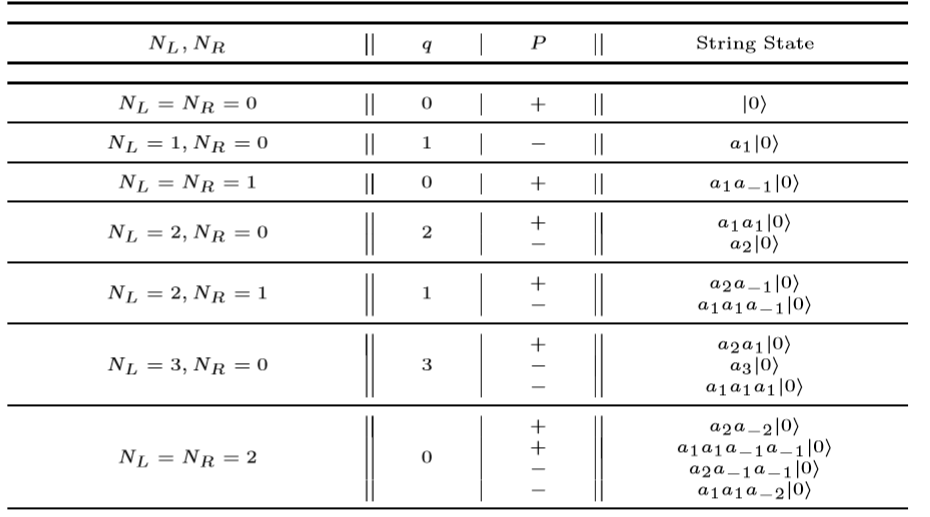 N_L, N_R || q | P || String State
N_L = N_R = 0 || 0 | + || |0⟩
N_L = 1, N_R = 0 || 1 | − || a_1|0⟩
N_L = N_R = 1 || 0 | + || a_1a_{−1}|0⟩
N_L = 2, N_R = 0 || 2 | + || a_1a_1|0⟩
− || a_2|0⟩
N_L = 2, N_R = 1 || 1 | + || a_2a_{−1}|0⟩
− || a_1a_1a_{−1}|0⟩
N_L = 3, N_R = 0 || 3 | + || a_2a_1|0⟩
− || a_3|0⟩
− || a_1a_1a_1|0⟩
N_L = N_R = 2 || 0 | + || a_2a_{−2}|0⟩
+ || a_1a_1a_{−1}a_{−1}|0⟩
− || a_2a_{−1}a_{−1}|0⟩
− || a_1a_1a_{−2}|0⟩